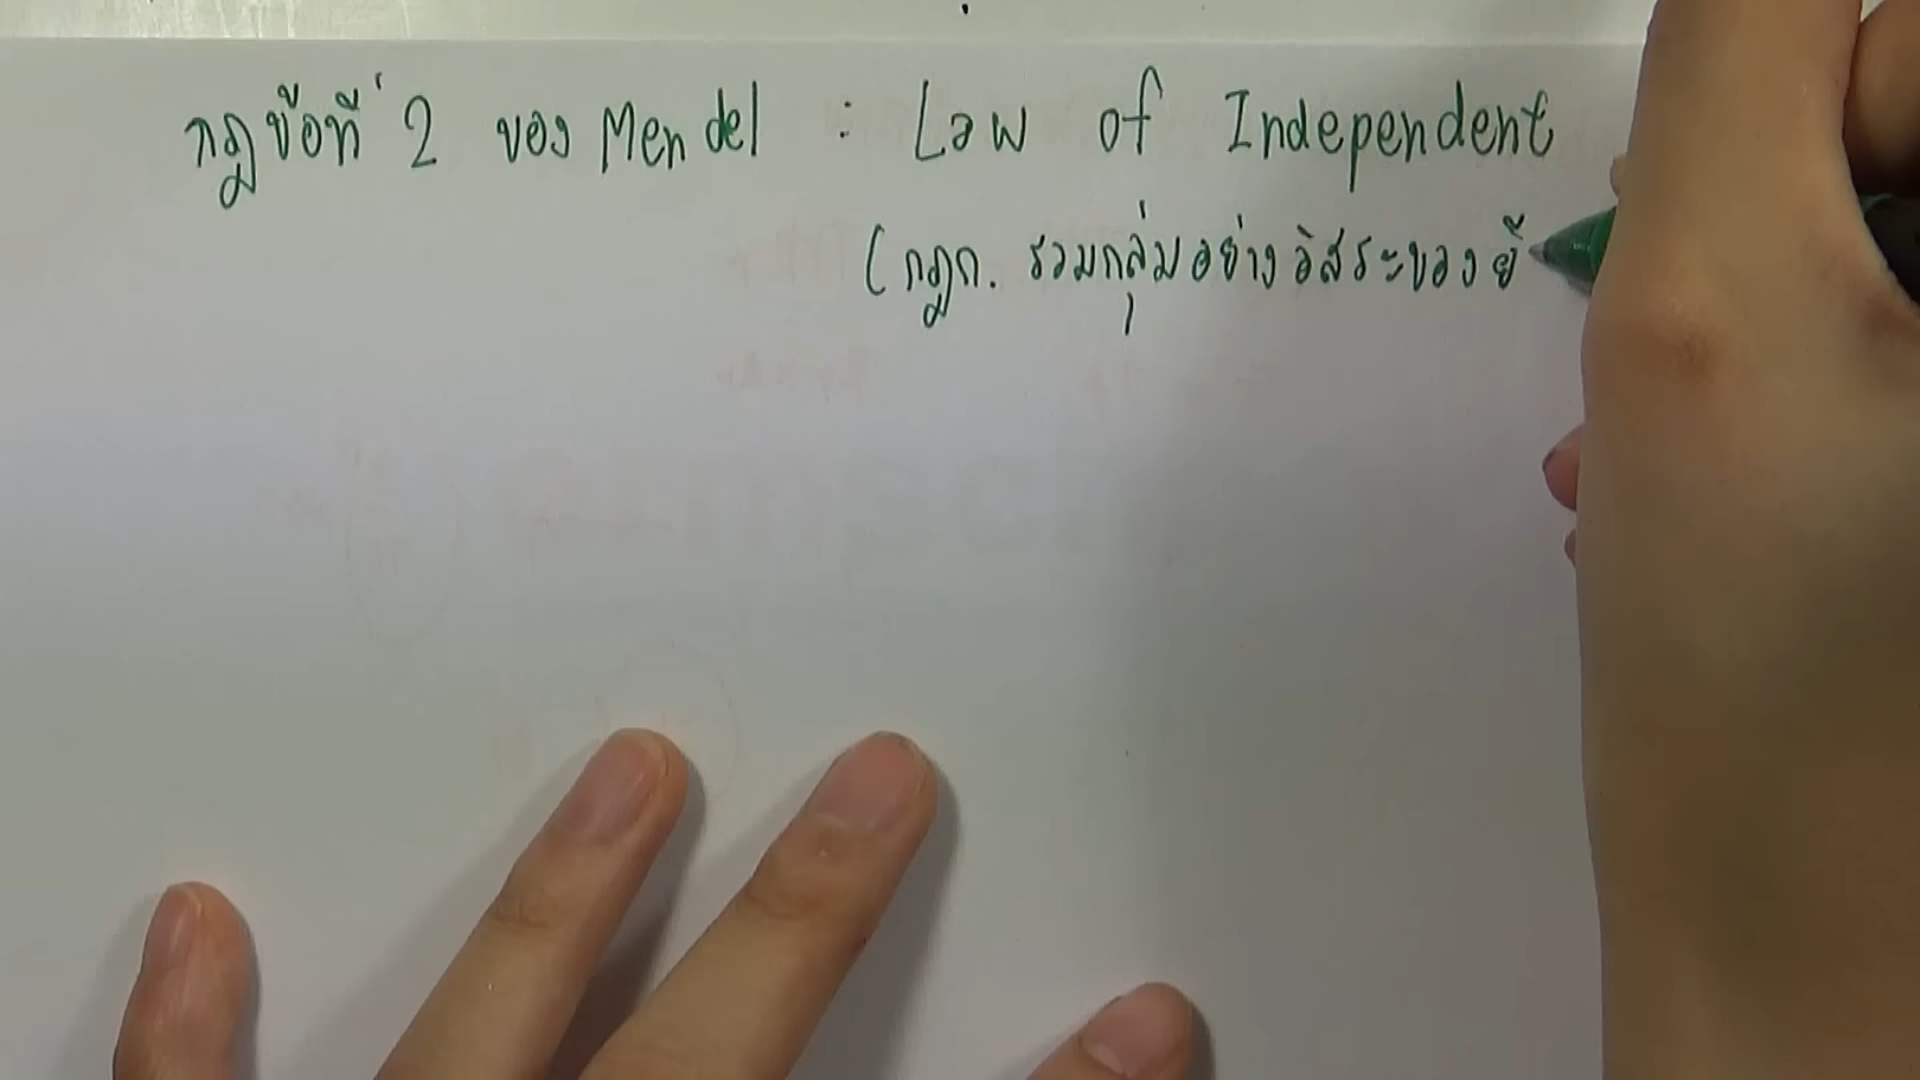 กฎข้อที่ 2 ของ Mendel : Law of Independent
(กฎก. รวมกลุ่มอย่างอิสระของยี